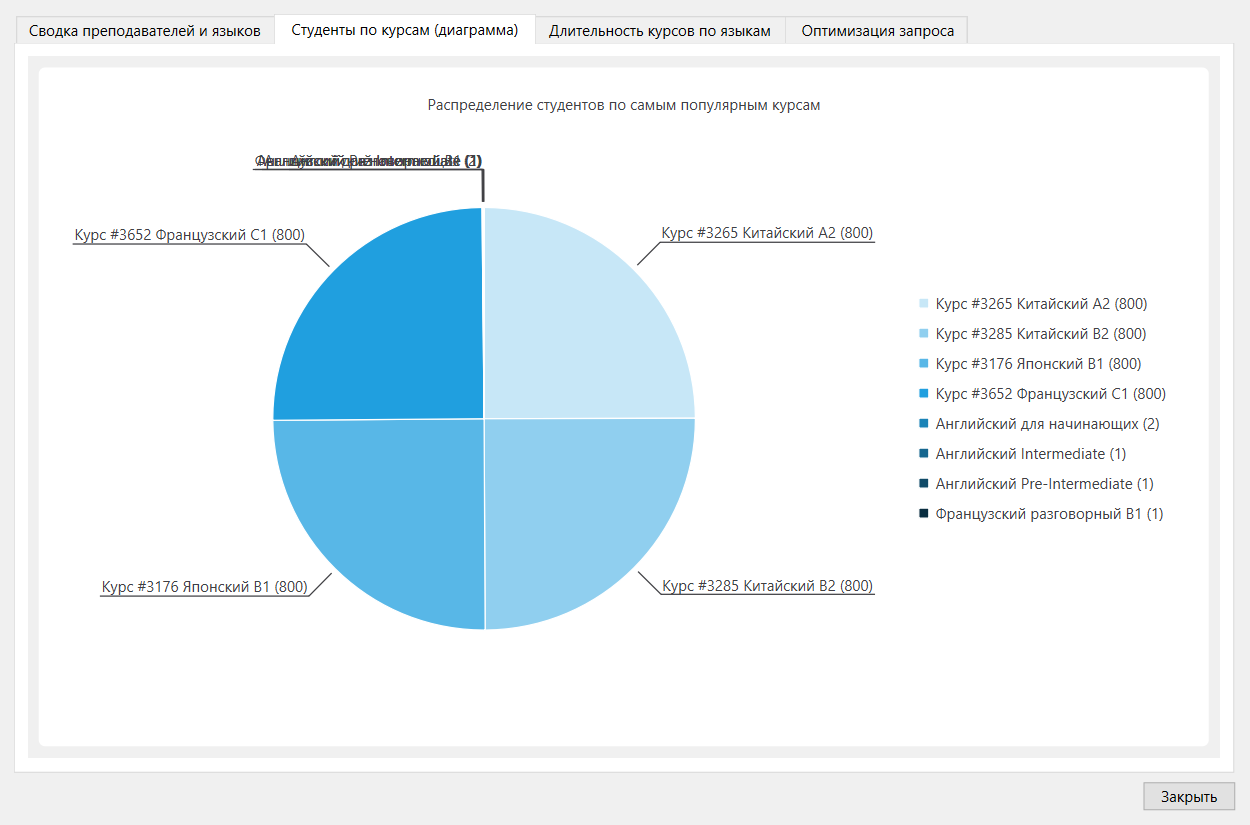 Сводка преподавателей и языков
Студенты по курсам (диаграмма)
Длительность курсов по языкам
Оптимизация запроса
Распределение студентов по самым популярным курсам
Курс #3652 Французский C1 (800)
Курс #3265 Китайский A2 (800)
Курс #3176 Японский B1 (800)
Курс #3285 Китайский B2 (800)
Курс #3265 Китайский A2 (800)
Курс #3285 Китайский B2 (800)
Курс #3176 Японский B1 (800)
Курс #3652 Французский C1 (800)
Английский для начинающих (2)
Английский Intermediate (1)
Английский Pre-Intermediate (1)
Французский разговорный B1 (1)
Закрыть